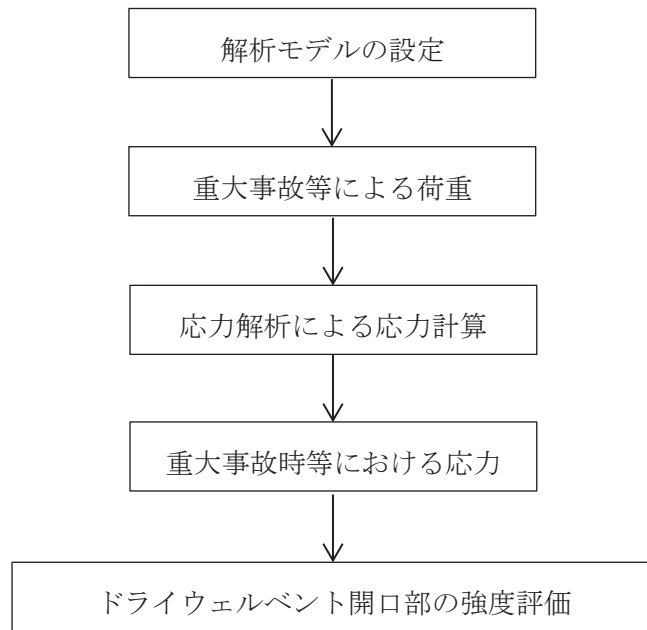 解析モデルの設定
重大事故等による荷重
応力解析による応力計算
重大事故時等における応力
ドライウェルベント開口部の強度評価